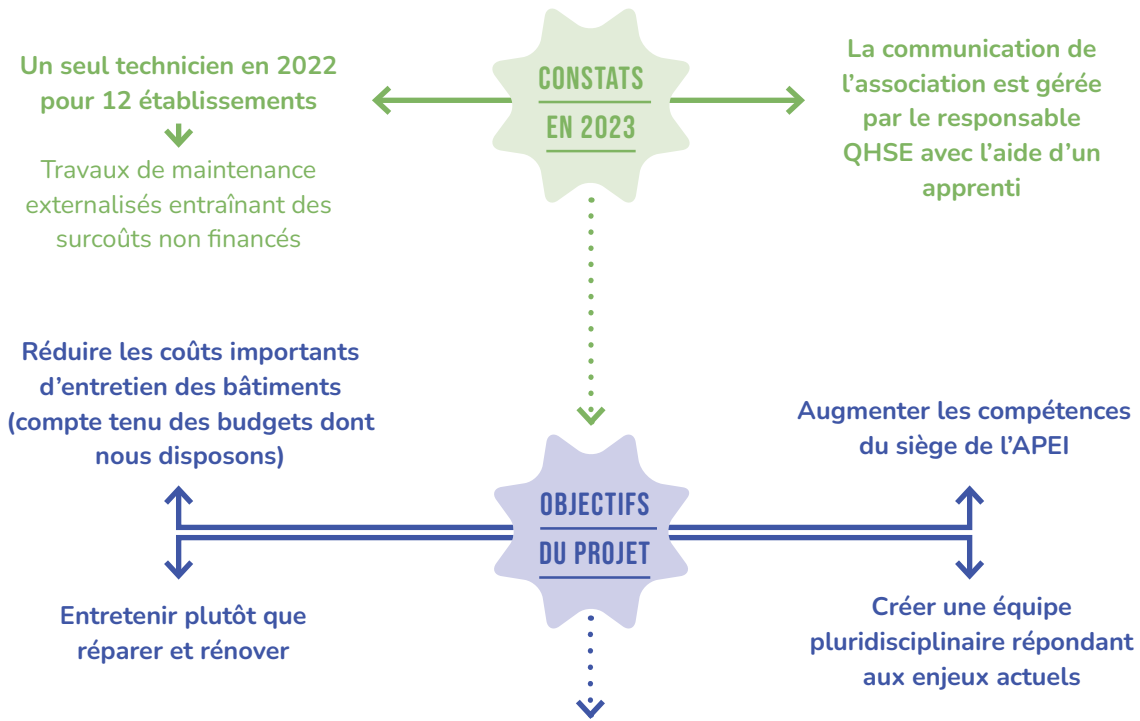 Un seul technicien en 2022
pour 12 établissements
Travaux de maintenance
externalisés entraînant des
surcoûts non financés
CONSTATS
EN 2023
La communication de
l’association est gérée
par le responsable
QHSE avec l’aide d’un
apprenti
Réduire les coûts importants
d’entretien des bâtiments
(compte tenu des budgets dont
nous disposons)
Augmenter les compétences
du siège de l’APEI
OBJECTIFS
DU PROJET
Entretenir plutôt que
réparer et rénover
Créer une équipe
pluridisciplinaire répondant
aux enjeux actuels